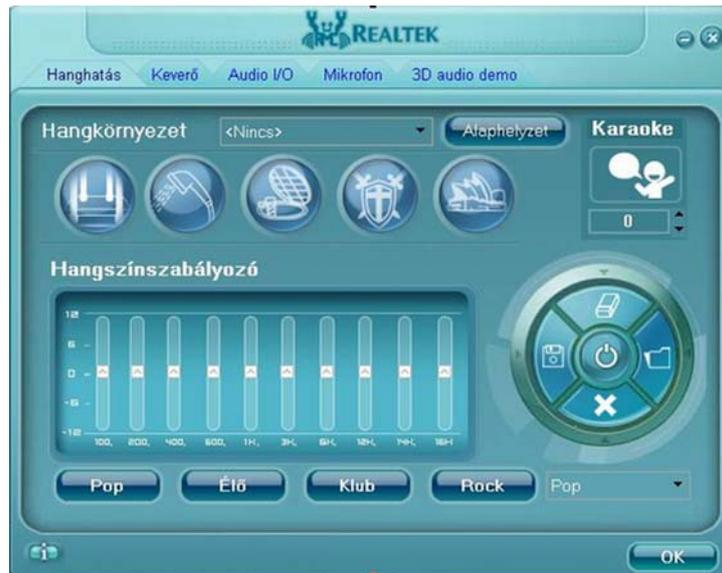 REALTEK
Hanghatás Keverő Audio I/O Mikrofon 3D audio demo
Hangkörnyezet <Nincs> Alaphelyzet Karaoke
0
Hangszínszabályozó
12
6
0
-6
-12
100, 200, 400, 600, 1K, 3K, 6K, 12K, 14K, 16K
Pop Élő Klub Rock Pop
OK